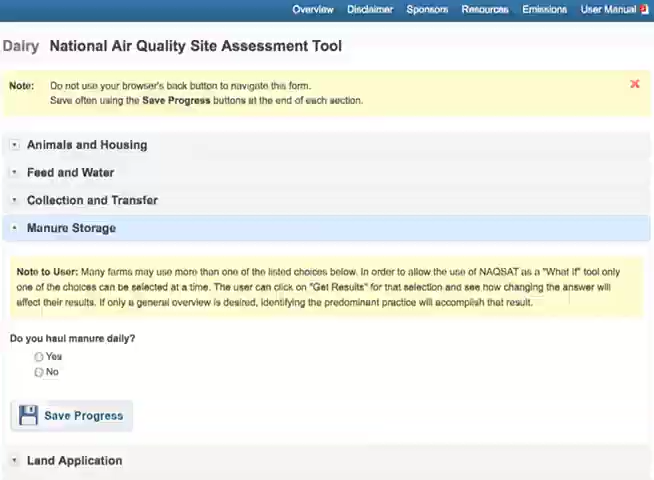 Overview Disclaimer Sponsors Resources Emissions User Manual
Dairy National Air Quality Site Assessment Tool
Note: Do not use your browser's back button to navigate this form.
Save often using the Save Progress buttons at the end of each section.
Animals and Housing
Feed and Water
Collection and Transfer
Manure Storage
Note to User: Many farms may use more than one of the listed choices below. In order to allow the use of NAQSAT as a "What if" tool only
one of the choices can be selected at a time. The user can click on "Get Results" for that selection and see how changing the answer will
affect their results. If only a general overview is desired, identifying the predominant practice will accomplish that result.
Do you haul manure daily?
Yes
No
Save Progress
Land Application